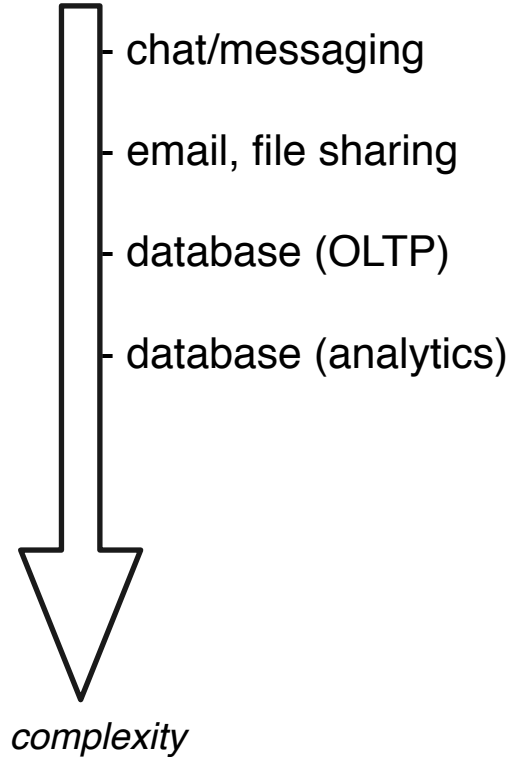 - chat/messaging
- email, file sharing
- database (OLTP)
- database (analytics)
complexity